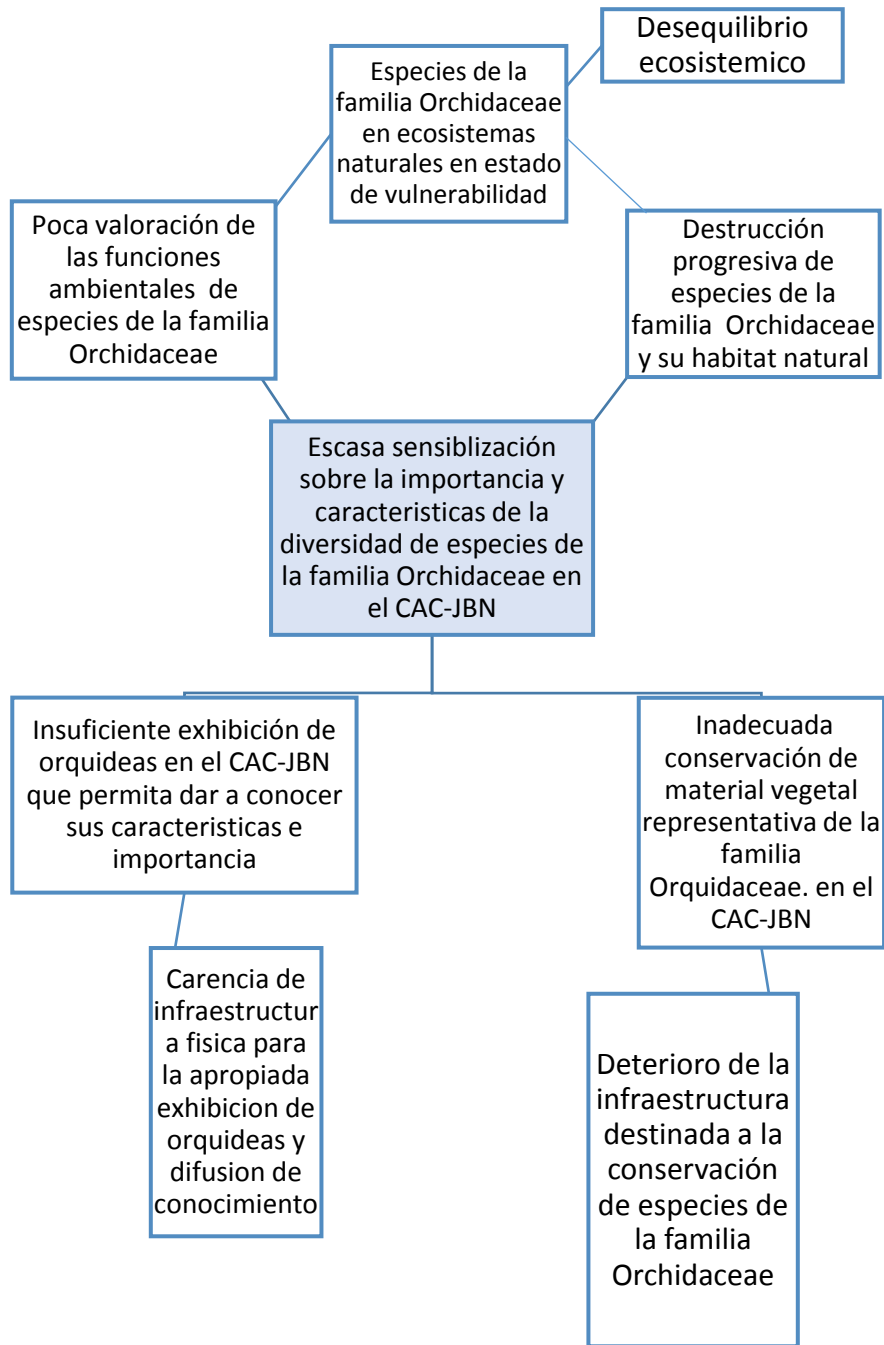 Desequilibrio
ecosistemico
Especies de la
familia Orchidaceae
en ecosistemas
naturales en estado
de vulnerabilidad
Poca valoración de
las funciones
ambientales de
especies de la familia
Orchidaceae
Destrucción
progresiva de
especies de la
familia Orchidaceae
y su habitat natural
Escasa sensiblización
sobre la importancia y
caracteristicas de la
diversidad de especies de
la familia Orchidaceae en
el CAC-JBN
Insuficiente exhibición de
orquideas en el CAC-JBN
que permita dar a conocer
sus caracteristicas e
importancia
Inadecuada
conservación de
material vegetal
representativa de la
familia
Orquidaceae. en el
CAC-JBN
Carencia de
infraestructur
a fisica para
la apropiada
exhibicion de
orquideas y
difusion de
conocimiento
Deterioro de la
infraestructura
destinada a la
conservación
de especies de
la familia
Orchidaceae